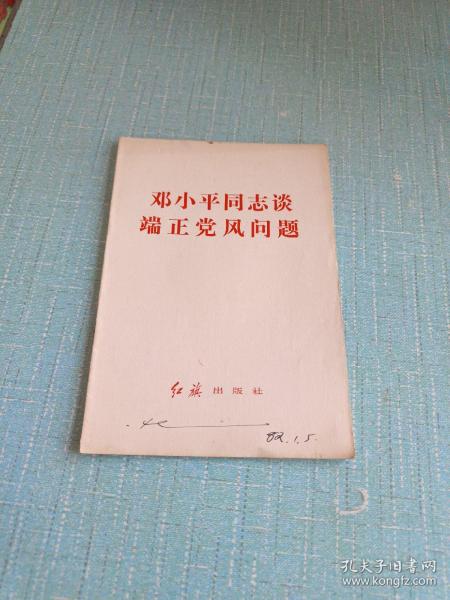 邓小平同志谈
端正党风问题
红旗 出版社
82.1.5.
孔夫子旧书网
www.kongfz.com